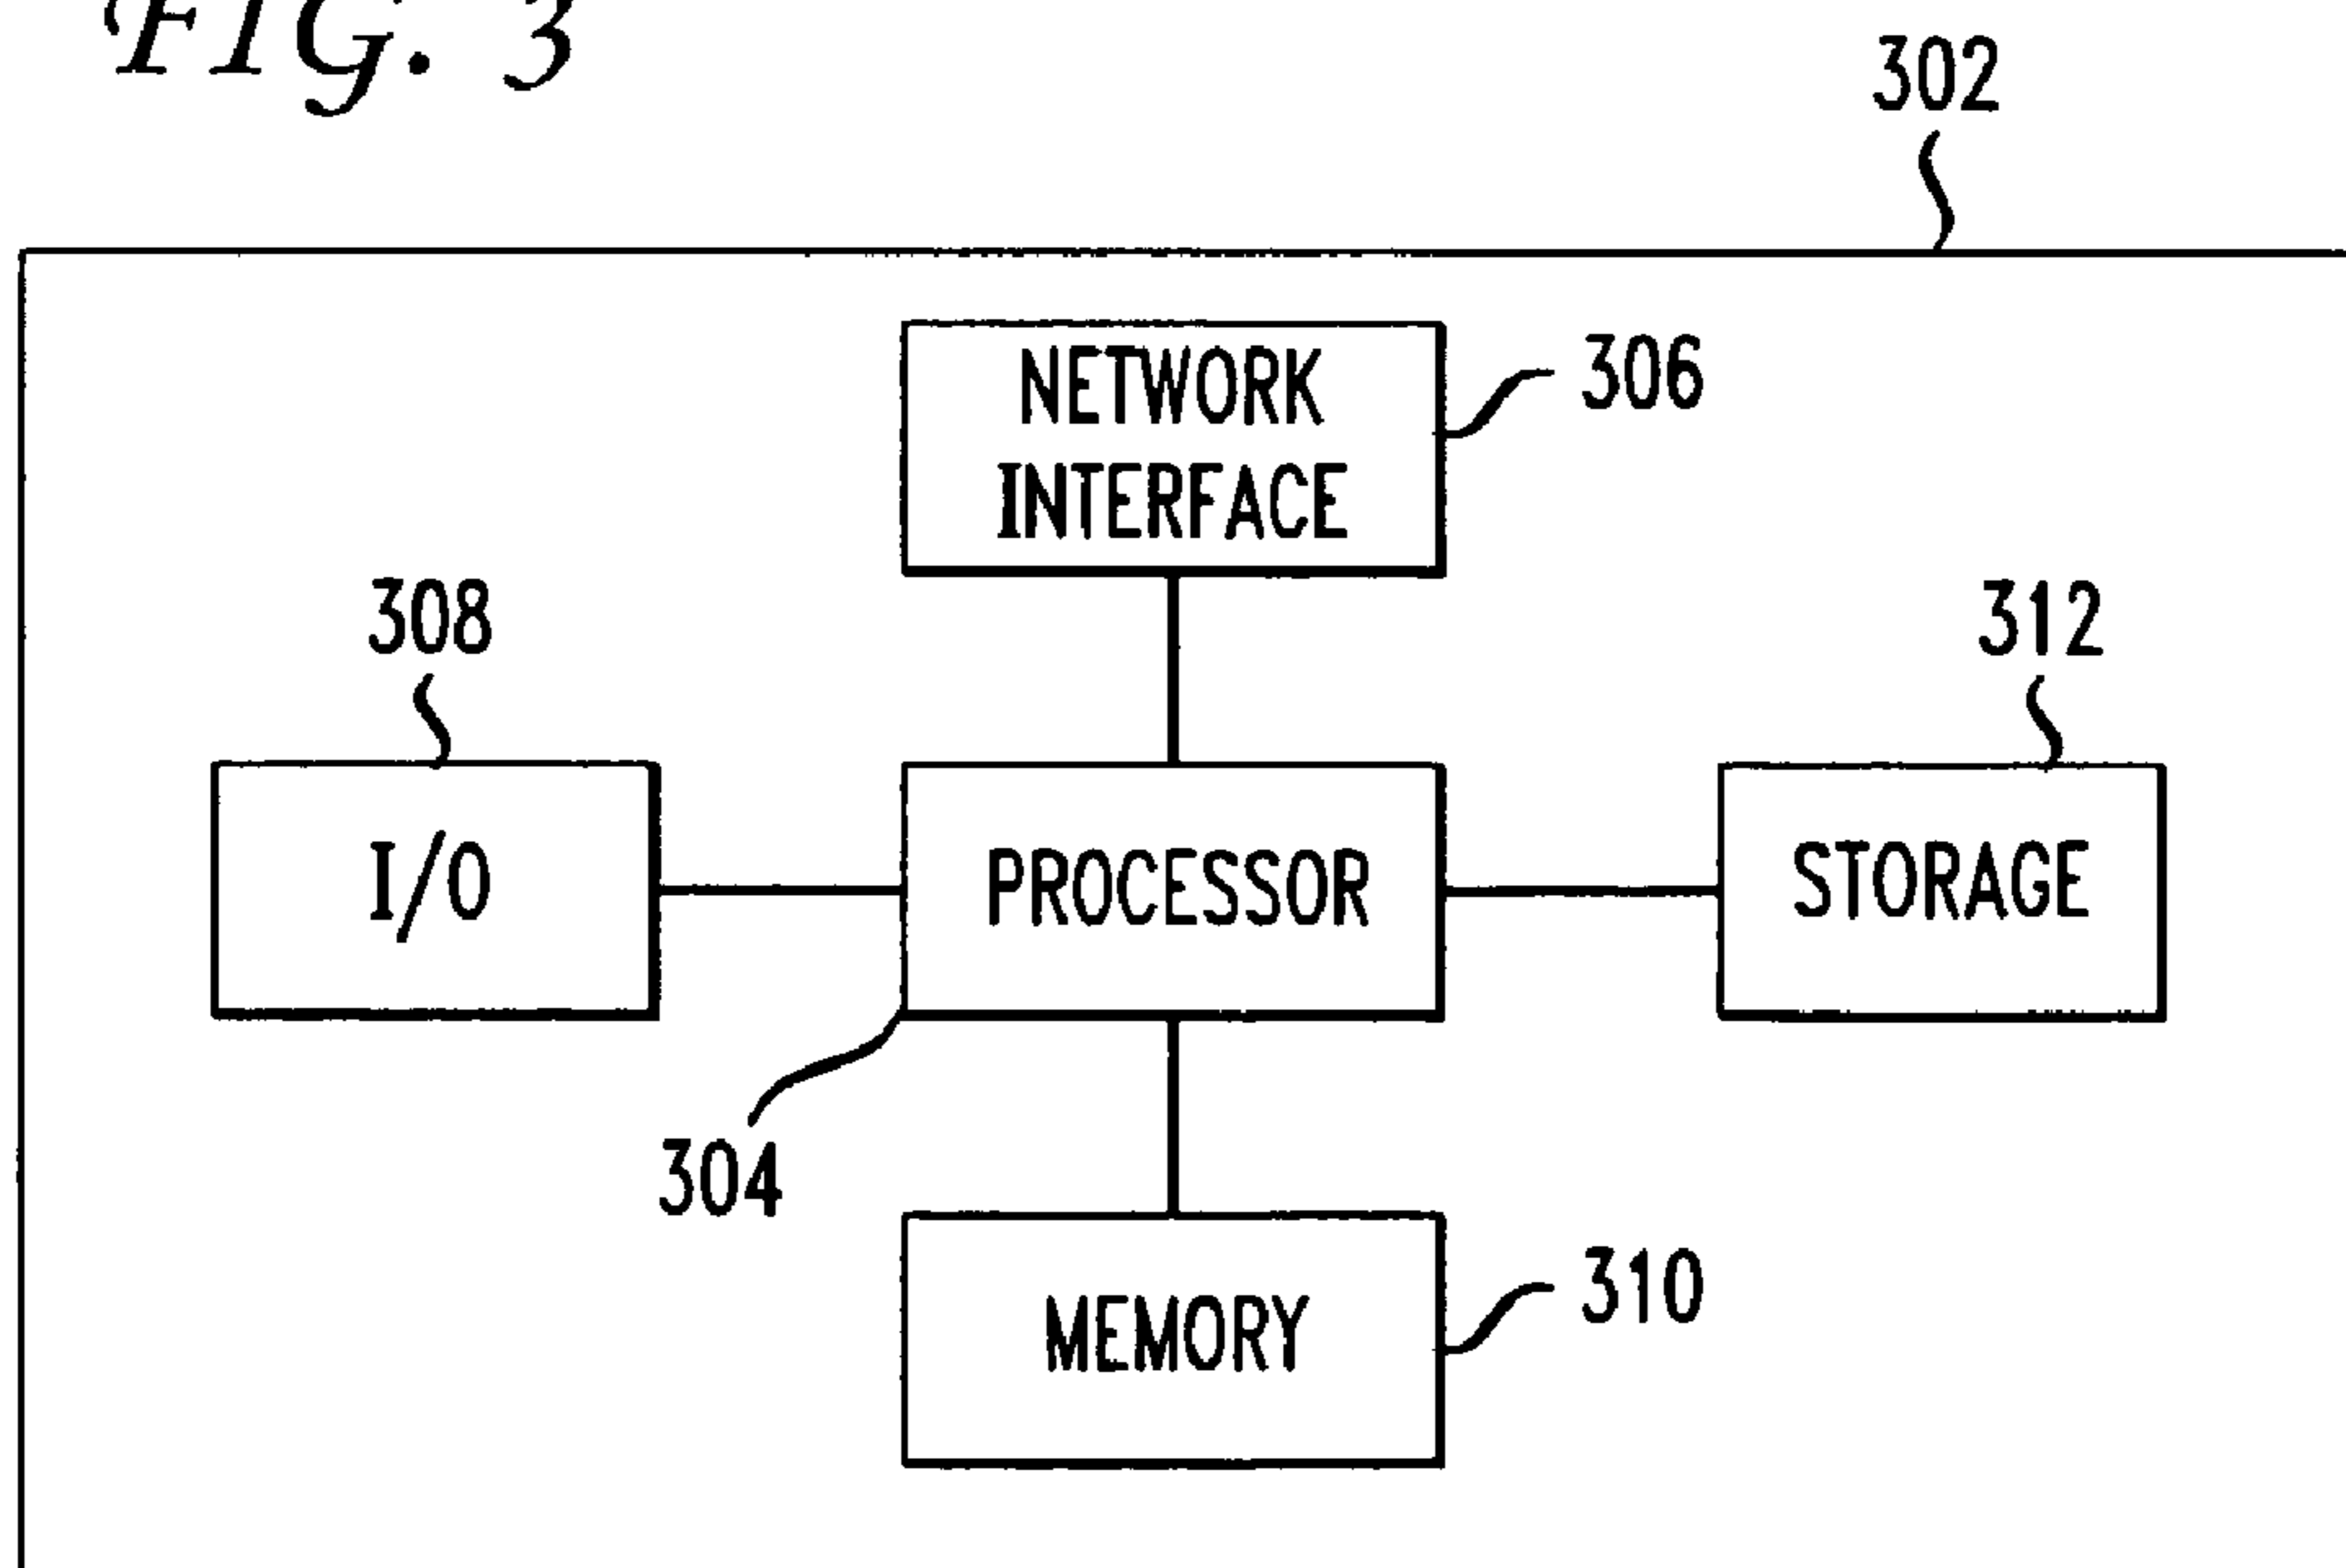 FIG. 3
302
NETWORK
INTERFACE
306
308
312
I/O
PROCESSOR
STORAGE
304
MEMORY
310